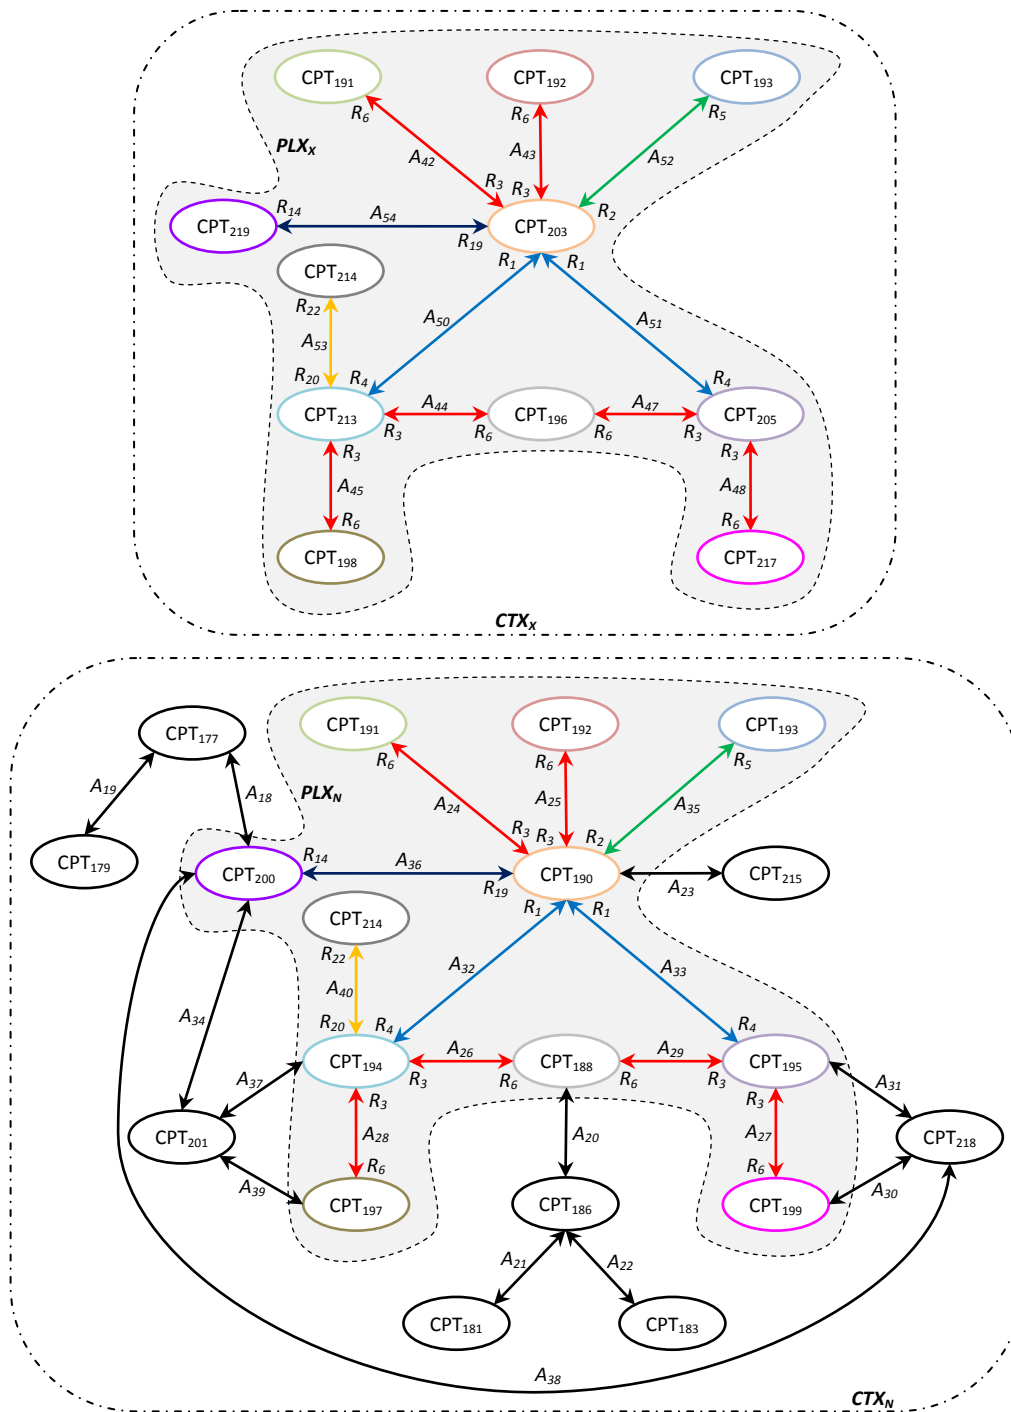 CPT191 CPT192 CPT193
R6 R6 R5
PLXX A42 A43 A52
R3 R3
R14 A54 R2
CPT219 CPT203
R19
R1 R1
CPT214
R22 A50 A51
A53
R20 R4 R4
A44 A47
CPT213 CPT196 CPT205
R3 R6 R6 R3
R3 R3
A45 A48
R6 R6
CPT198 CPT217
CTXX
CPT177 CPT191 CPT192 CPT193
R6 R6 R5
A19 A18 PLXN A24 A25 A35
R3 R3 R2
CPT179 R14 A36
CPT200 CPT190 CPT215
R19 A23
R1 R1
CPT214
R22 A32 A33
A40
A34 R20 R4 R4
A26 A29
CPT194 CPT188 CPT195
A37 R3 R6 R6 R3 A31
R3 R3
CPT201 A28 A20 A27 CPT218
R6 R6
A39 A30
CPT197 CPT186 CPT199
A21 A22
CPT181 CPT183
A38
CTXN